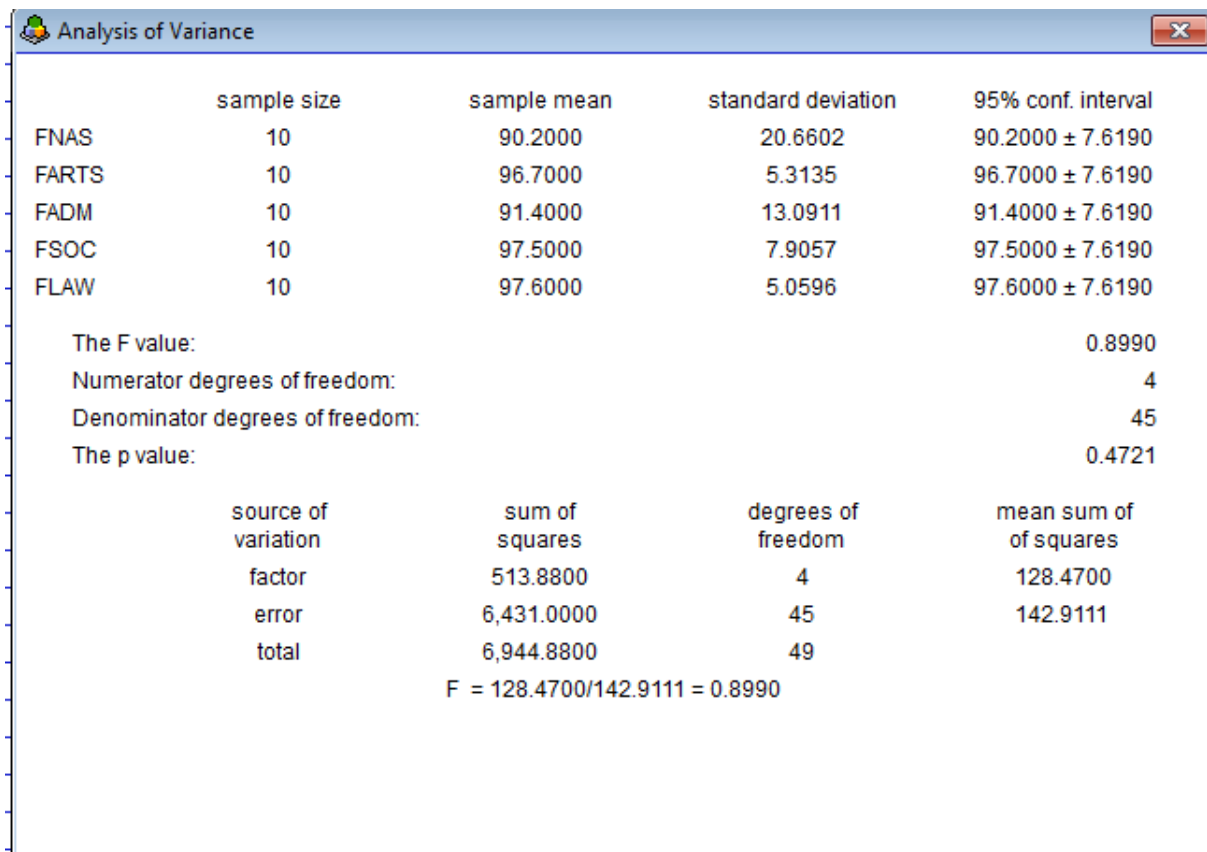 Analysis of Variance
sample size sample mean standard deviation 95% conf. interval
FNAS 10 90.2000 20.6602 90.2000 ± 7.6190
FARTS 10 96.7000 5.3135 96.7000 ± 7.6190
FADM 10 91.4000 13.0911 91.4000 ± 7.6190
FSOC 10 97.5000 7.9057 97.5000 ± 7.6190
FLAW 10 97.6000 5.0596 97.6000 ± 7.6190
The F value: 0.8990
Numerator degrees of freedom: 4
Denominator degrees of freedom: 45
The p value: 0.4721
source of sum of degrees of mean sum of
variation squares freedom of squares
factor 513.8800 4 128.4700
error 6,431.0000 45 142.9111
total 6,944.8800 49
F = 128.4700/142.9111 = 0.8990